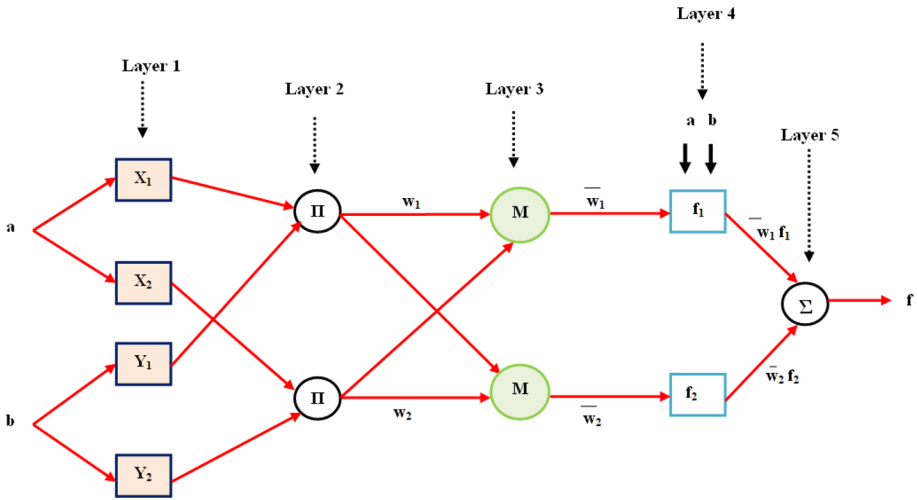 Layer 4
Layer 1
Layer 2
Layer 3
a b
Layer 5
X₁
Π
w₁
M
w̅₁
f₁
a
w̅₁ f₁
X₂
Σ
f
Y₁
w̅₂ f₂
Π
M
f₂
b
w₂
w̅₂
Y₂